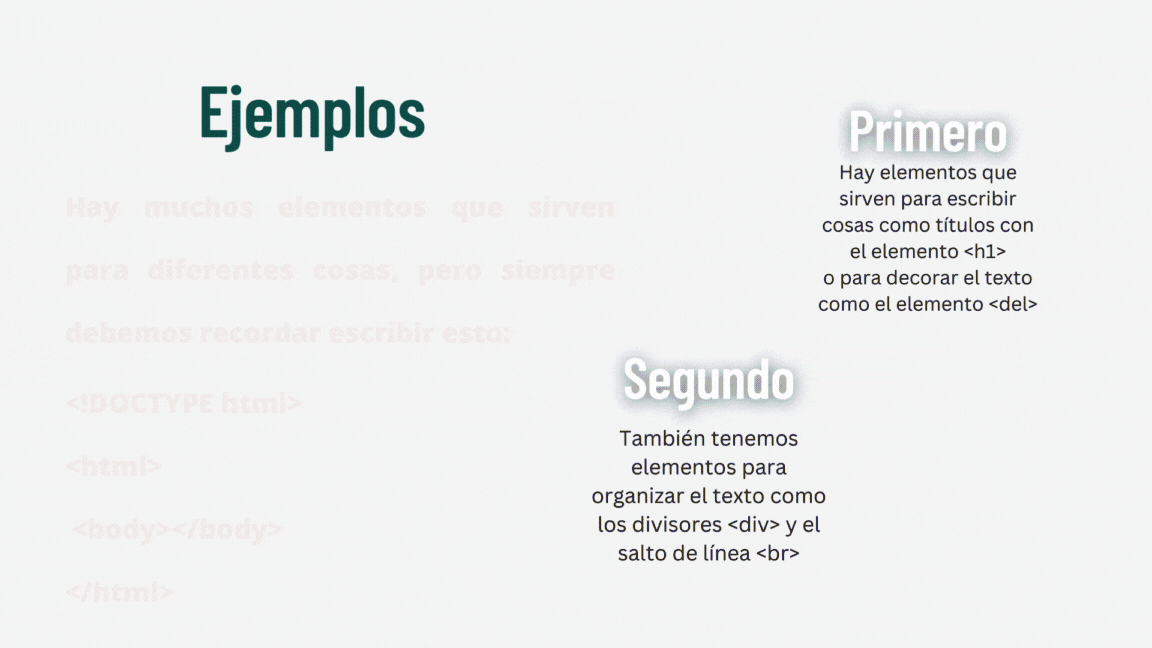 Ejemplos
Hay muchos elementos que sirven
para diferentes cosas, pero siempre
debemos recordar escribir esto:
<!DOCTYPE html>
<html>
<body></body>
</html>
Primero
Hay elementos que
sirven para escribir
cosas como títulos con
el elemento <h1>
o para decorar el texto
como el elemento <del>
Segundo
También tenemos
elementos para
organizar el texto como
los divisores <div> y el
salto de línea <br>